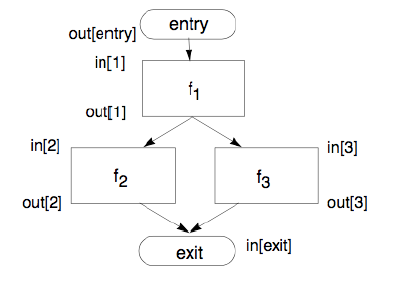 entry
out[entry]
in[1]
f1
out[1]
in[2]
in[3]
f2
f3
out[2]
out[3]
exit
in[exit]